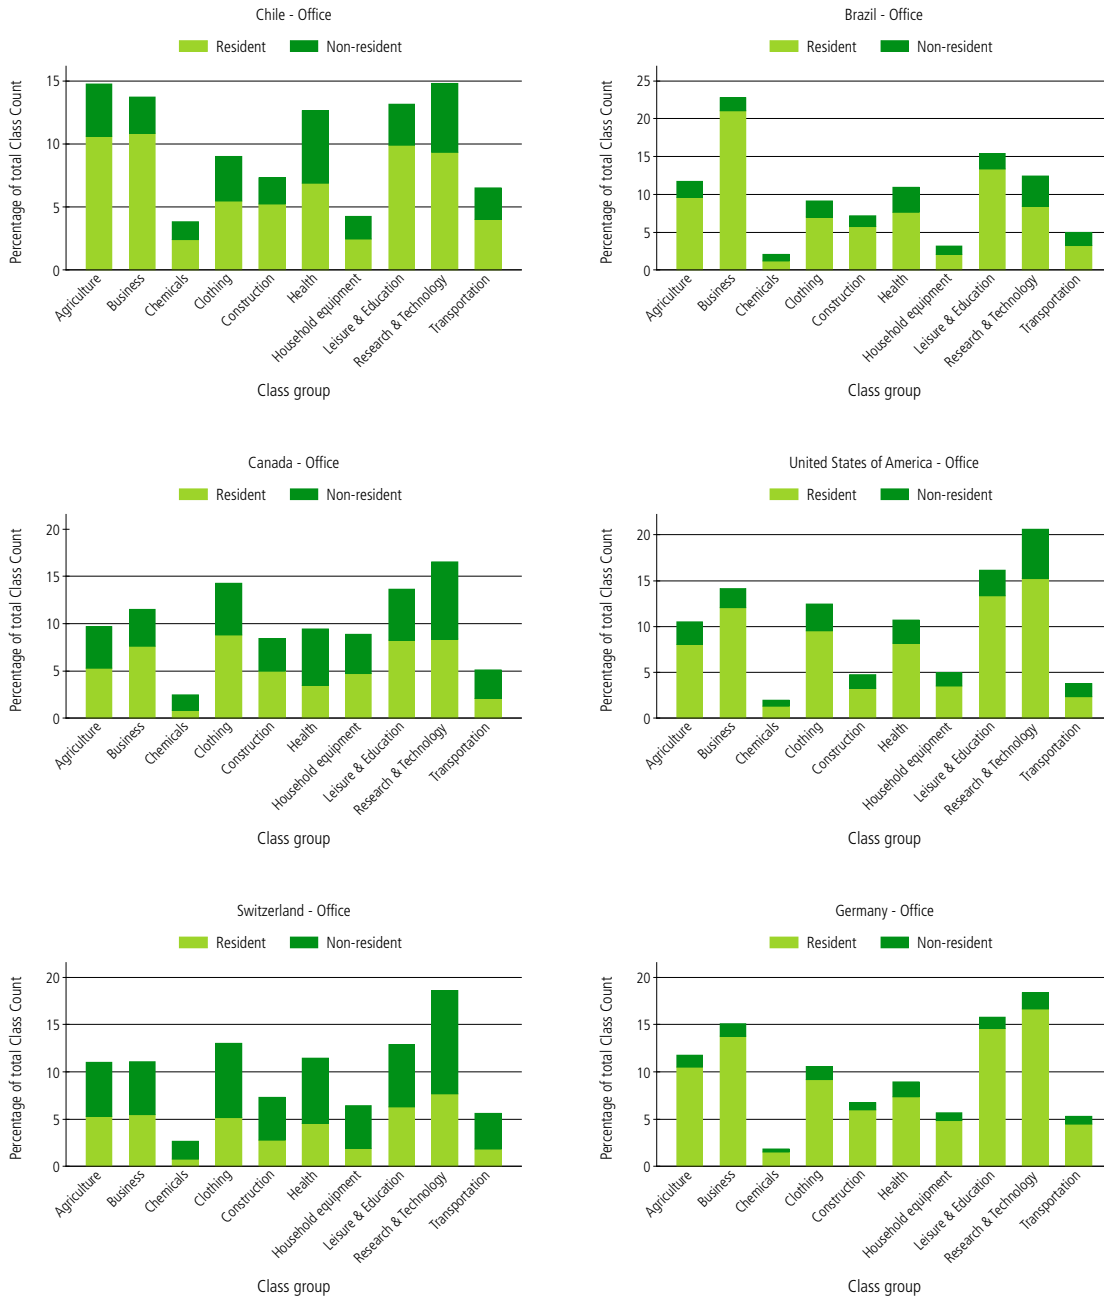 Chile - Office
Resident Non-resident
Percentage of total Class Count
15
10
5
0
Agriculture
Business
Chemicals
Clothing
Construction
Health
Household equipment
Leisure & Education
Research & Technology
Transportation
Class group
Brazil - Office
Resident Non-resident
Percentage of total Class Count
25
20
15
10
5
0
Agriculture
Business
Chemicals
Clothing
Construction
Health
Household equipment
Leisure & Education
Research & Technology
Transportation
Class group
Canada - Office
Resident Non-resident
Percentage of total Class Count
20
15
10
5
0
Agriculture
Business
Chemicals
Clothing
Construction
Health
Household equipment
Leisure & Education
Research & Technology
Transportation
Class group
United States of America - Office
Resident Non-resident
Percentage of total Class Count
20
15
10
5
0
Agriculture
Business
Chemicals
Clothing
Construction
Health
Household equipment
Leisure & Education
Research & Technology
Transportation
Class group
Switzerland - Office
Resident Non-resident
Percentage of total Class Count
20
15
10
5
0
Agriculture
Business
Chemicals
Clothing
Construction
Health
Household equipment
Leisure & Education
Research & Technology
Transportation
Class group
Germany - Office
Resident Non-resident
Percentage of total Class Count
20
15
10
5
0
Agriculture
Business
Chemicals
Clothing
Construction
Health
Household equipment
Leisure & Education
Research & Technology
Transportation
Class group